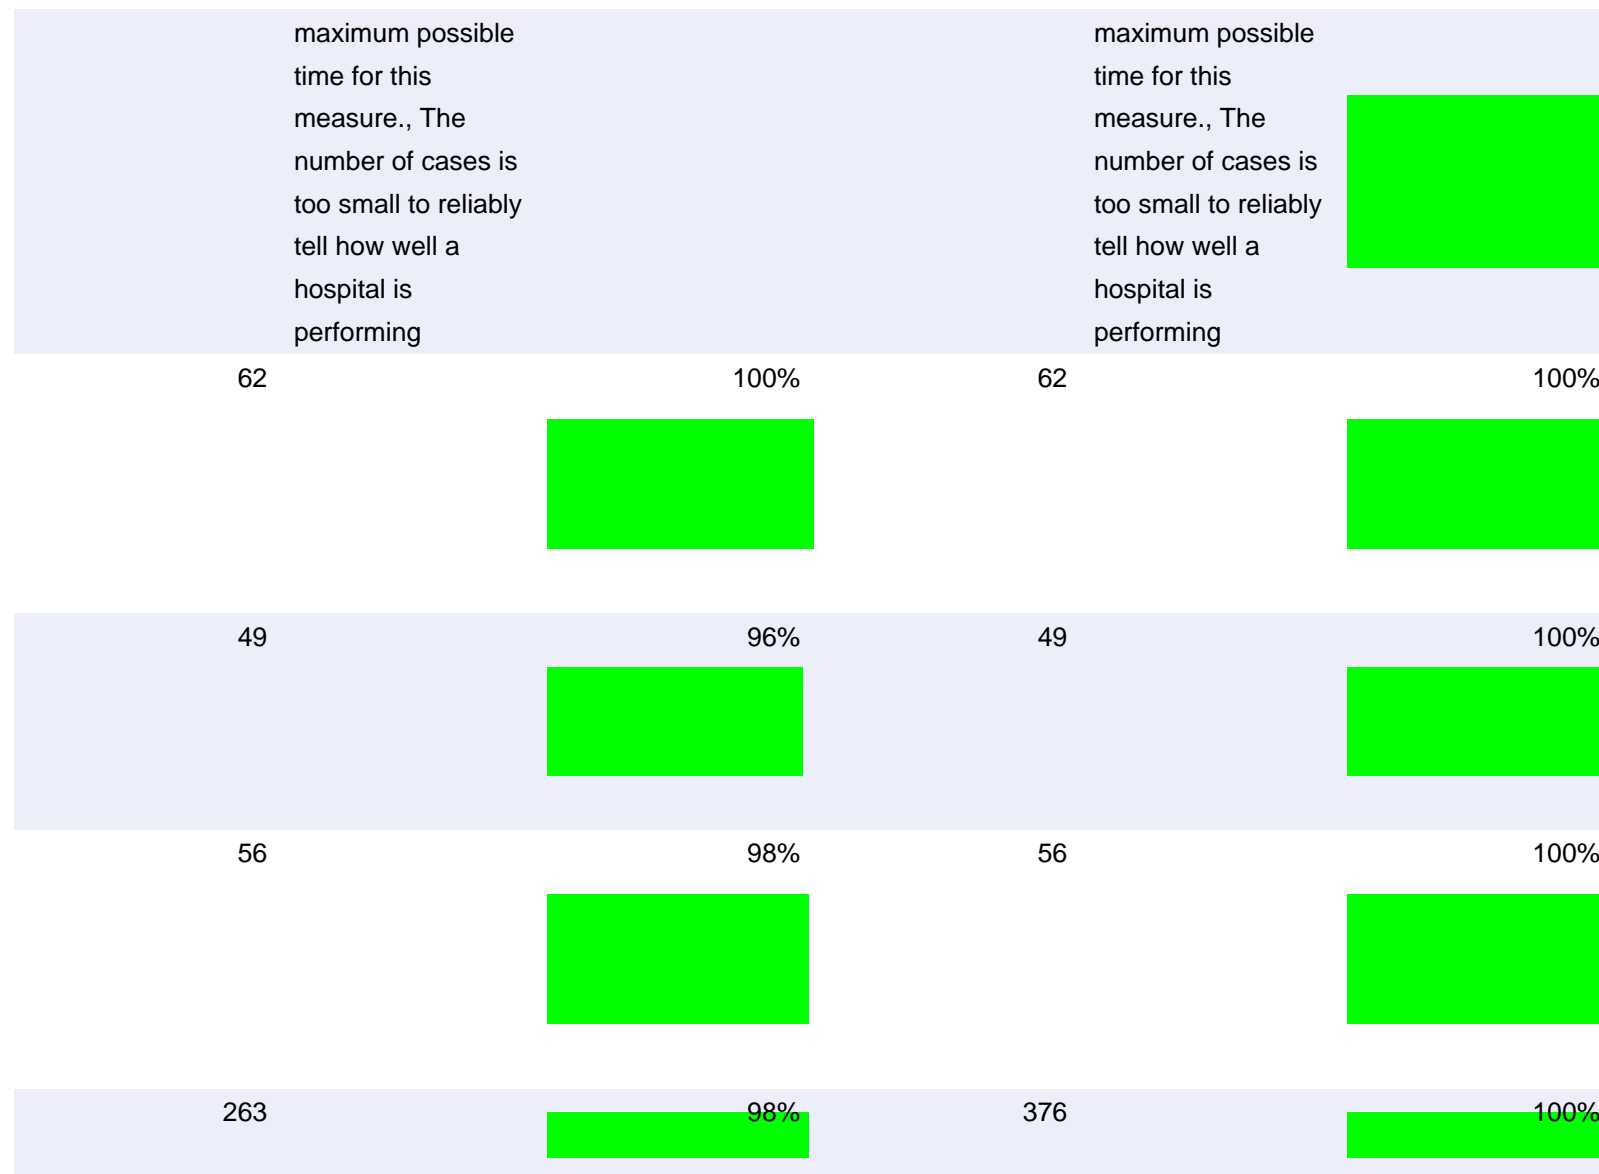 maximum possible maximum possible
time for this time for this
measure., The measure., The
number of cases is number of cases is
too small to reliably too small to reliably
tell how well a tell how well a
hospital is hospital is
performing performing
62 100% 62 100%
49 96% 49 100%
56 98% 56 100%
263 98% 376 100%